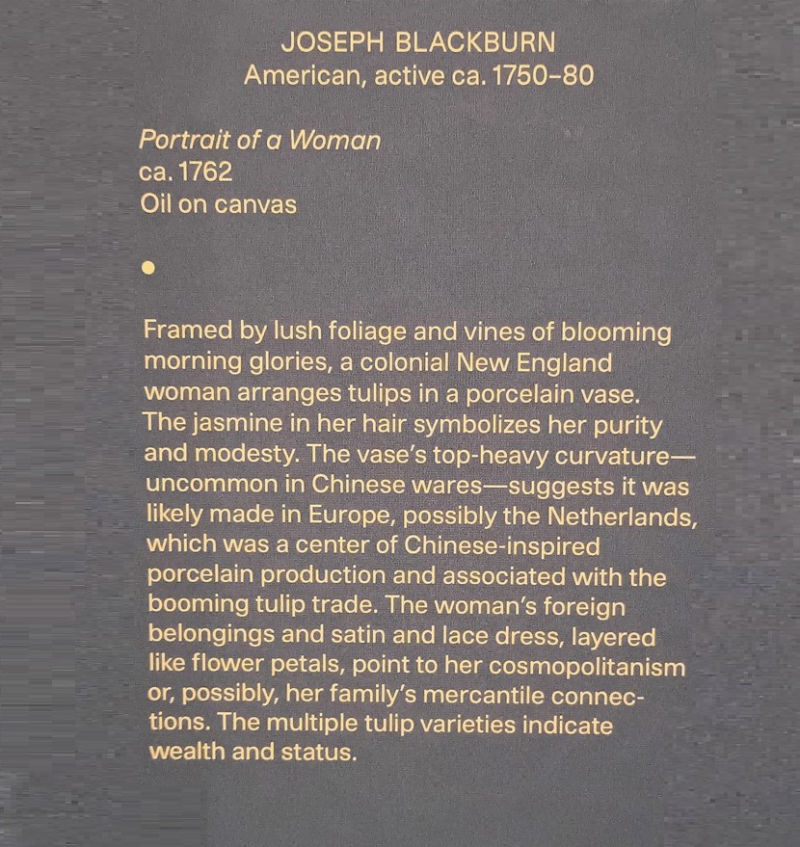 JOSEPH BLACKBURN
American, active ca. 1750–80
Portrait of a Woman
ca. 1762
Oil on canvas
•
Framed by lush foliage and vines of blooming
morning glories, a colonial New England
woman arranges tulips in a porcelain vase.
The jasmine in her hair symbolizes her purity
and modesty. The vase’s top-heavy curvature—
uncommon in Chinese wares—suggests it was
likely made in Europe, possibly the Netherlands,
which was a center of Chinese-inspired
porcelain production and associated with the
booming tulip trade. The woman’s foreign
belongings and satin and lace dress, layered
like flower petals, point to her cosmopolitanism
or, possibly, her family’s mercantile connec-
tions. The multiple tulip varieties indicate
wealth and status.